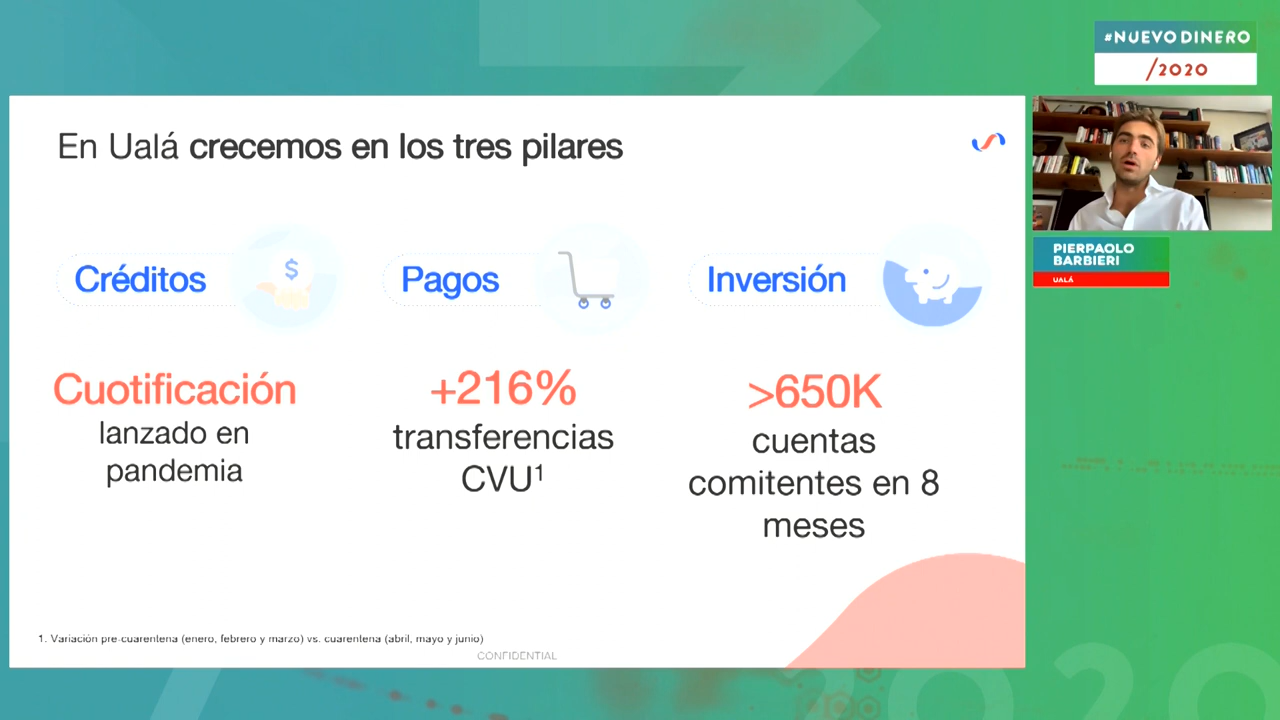 #NUEVODINERO
/2020
En Ualá crecemos en los tres pilares
Créditos
Pagos
Inversión
Cuotificación
lanzado en
pandemia
+216%
transferencias
CVU¹
>650K
cuentas
comitentes en 8
meses
1. Variación pre-cuarentena (enero, febrero y marzo) vs. cuarentena (abril, mayo y junio)
CONFIDENTIAL
PIERPAOLO
BARBIERI
UALÁ
2020